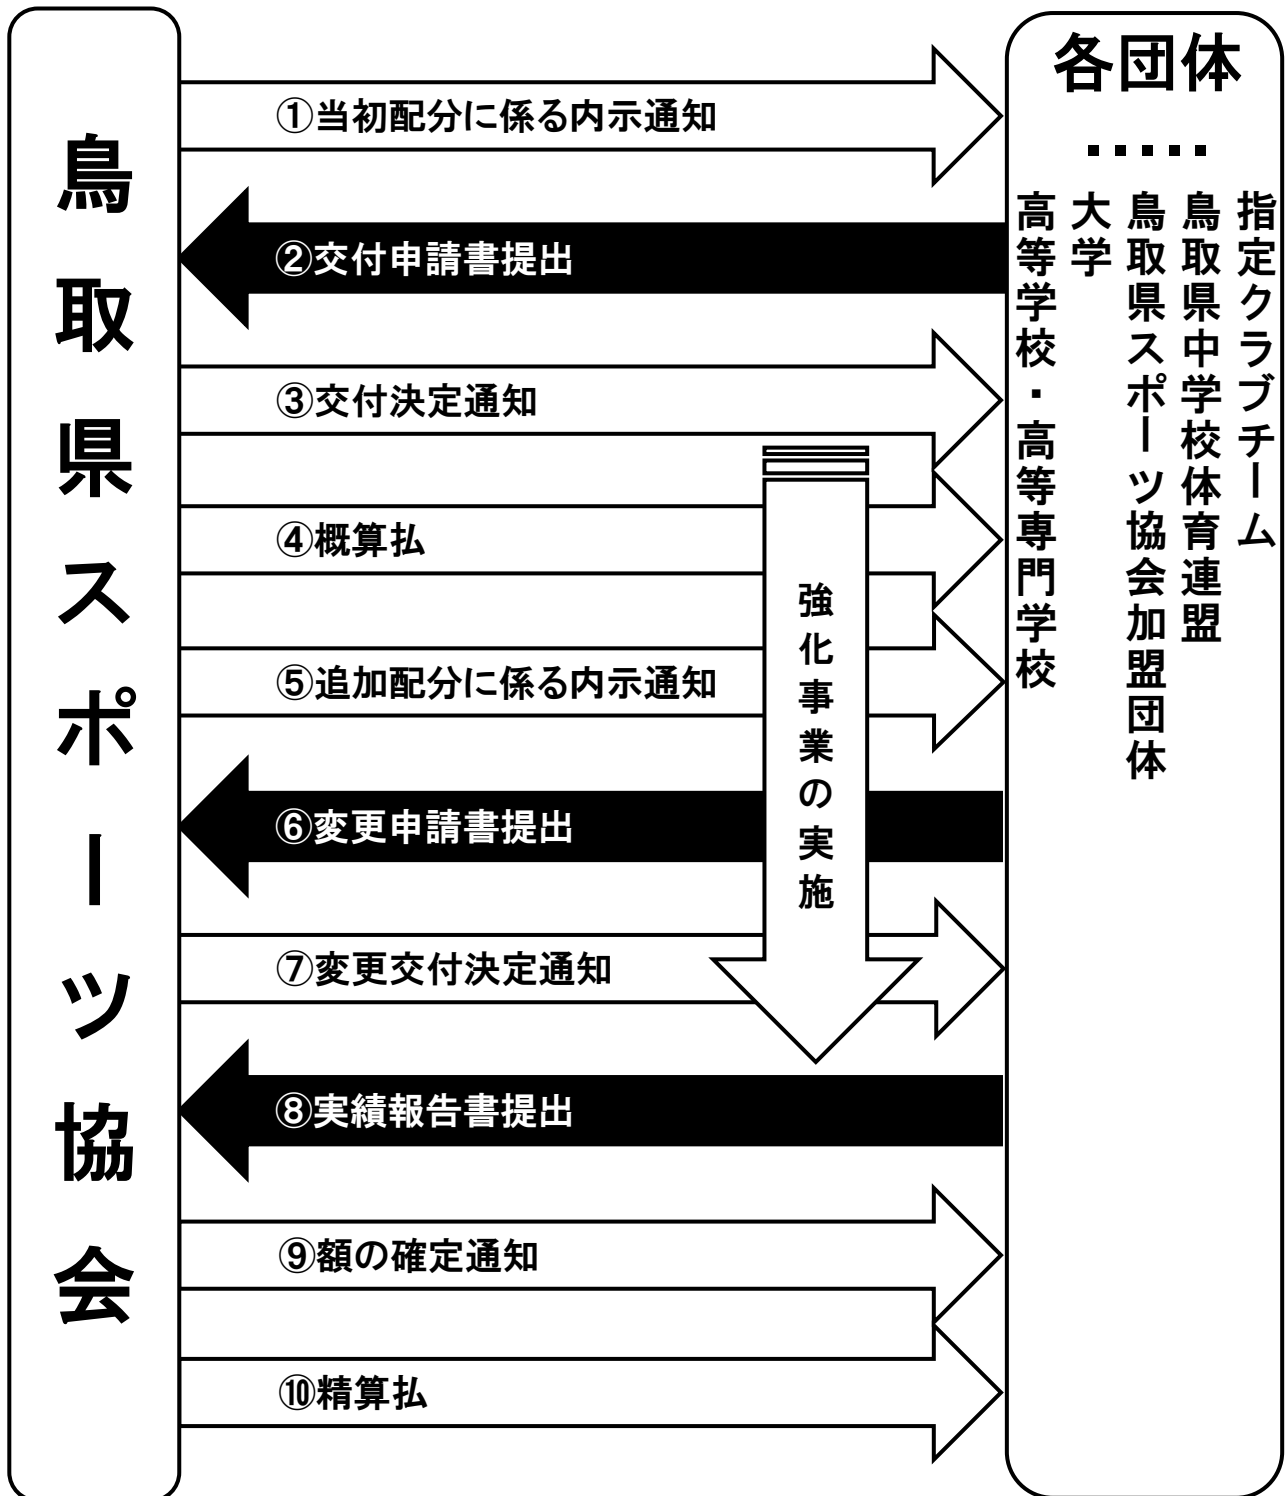 鳥取県スポーツ協会
①当初配分に係る内示通知
②交付申請書提出
③交付決定通知
④概算払
⑤追加配分に係る内示通知
⑥変更申請書提出
⑦変更交付決定通知
⑧実績報告書提出
⑨額の確定通知
⑩精算払
強化事業の実施
各団体
・・・・・
指定クラブチーム
鳥取県中学校体育連盟
鳥取県スポーツ協会加盟団体
大学
高等学校・高等専門学校